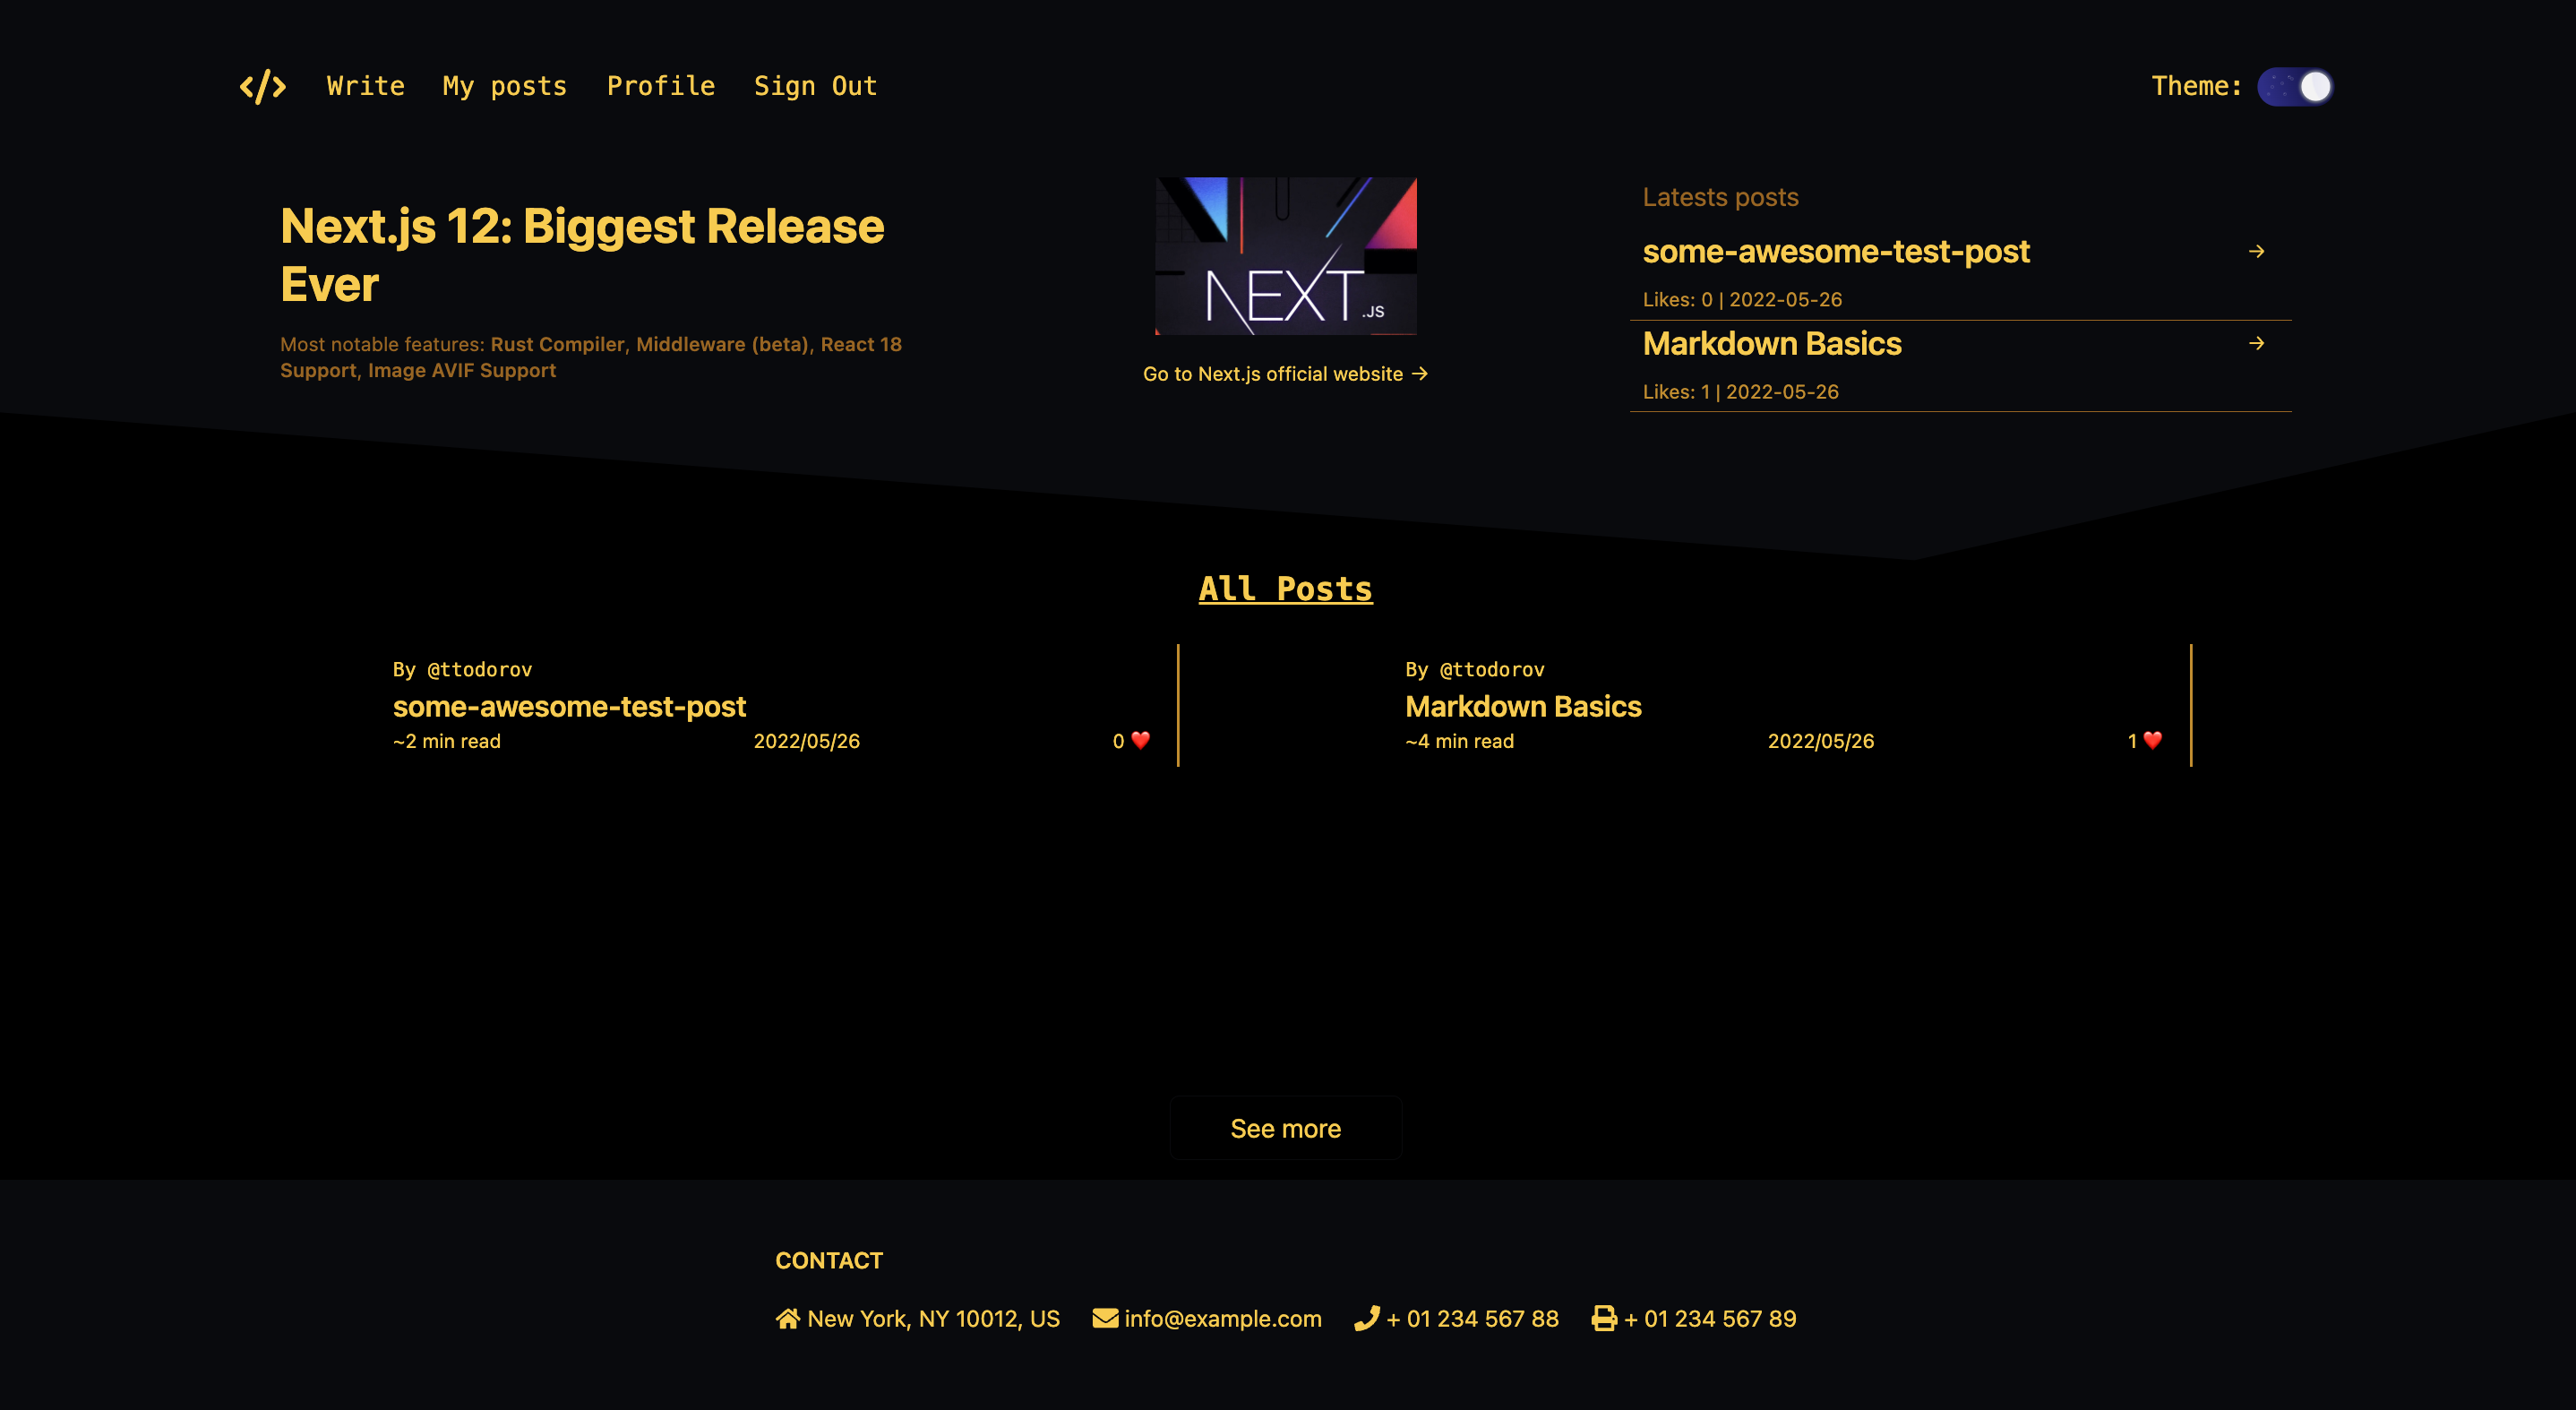 Write My posts Profile Sign Out Theme:
Next.js 12: Biggest Release
Ever
Most notable features: Rust Compiler, Middleware (beta), React 18
Support, Image AVIF Support
NEXT.JS
Go to Next.js official website →
Latests posts
some-awesome-test-post →
Likes: 0 | 2022-05-26
Markdown Basics →
Likes: 1 | 2022-05-26
All Posts
By @ttodorov
some-awesome-test-post
~2 min read 2022/05/26 0 ❤️
By @ttodorov
Markdown Basics
~4 min read 2022/05/26 1 ❤️
See more
CONTACT
New York, NY 10012, US info@example.com + 01 234 567 88 + 01 234 567 89